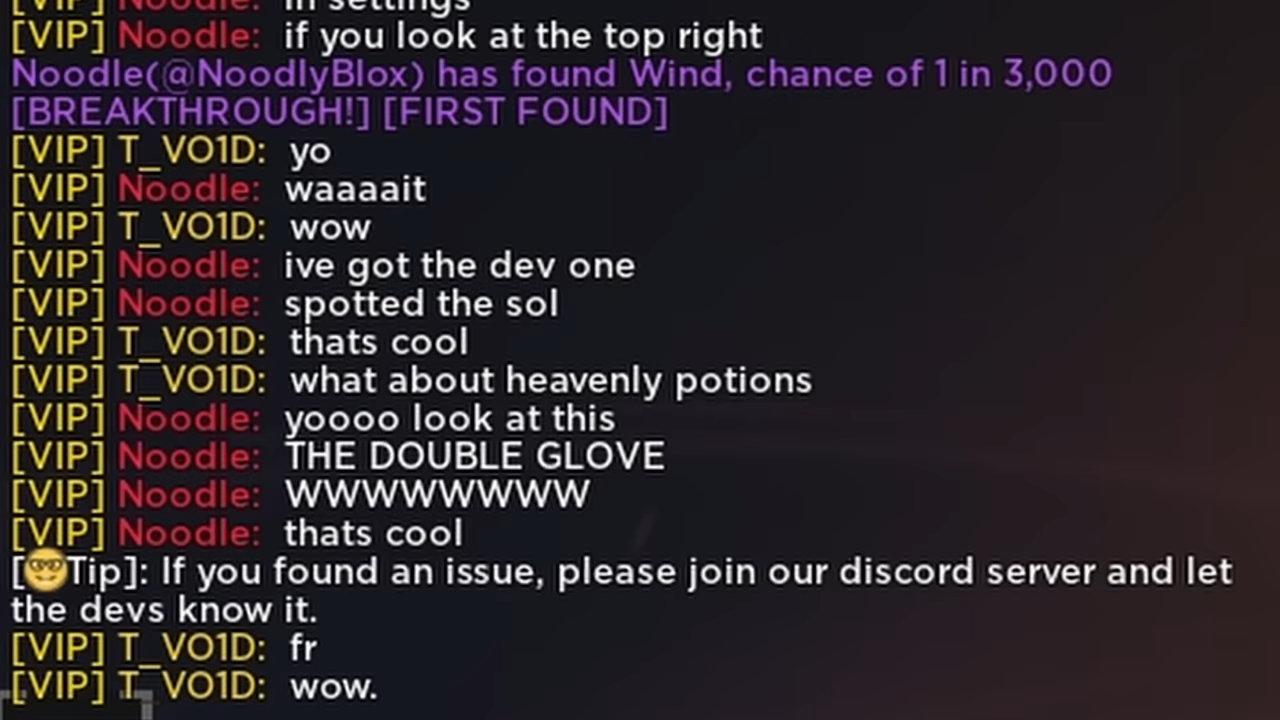 [VIP] Noodle: in settings
[VIP] Noodle: if you look at the top right
Noodle(@NoodlyBlox) has found Wind, chance of 1 in 3,000
[BREAKTHROUGH!] [FIRST FOUND]
[VIP] T_VO1D: yo
[VIP] Noodle: waaaait
[VIP] T_VO1D: wow
[VIP] Noodle: ive got the dev one
[VIP] Noodle: spotted the sol
[VIP] T_VO1D: thats cool
[VIP] T_VO1D: what about heavenly potions
[VIP] Noodle: yoooo look at this
[VIP] Noodle: THE DOUBLE GLOVE
[VIP] Noodle: WWWWWWWW
[VIP] Noodle: thats cool
[🤓Tip]: If you found an issue, please join our discord server and let
the devs know it.
[VIP] T_VO1D: fr
[VIP] T_VO1D: wow.